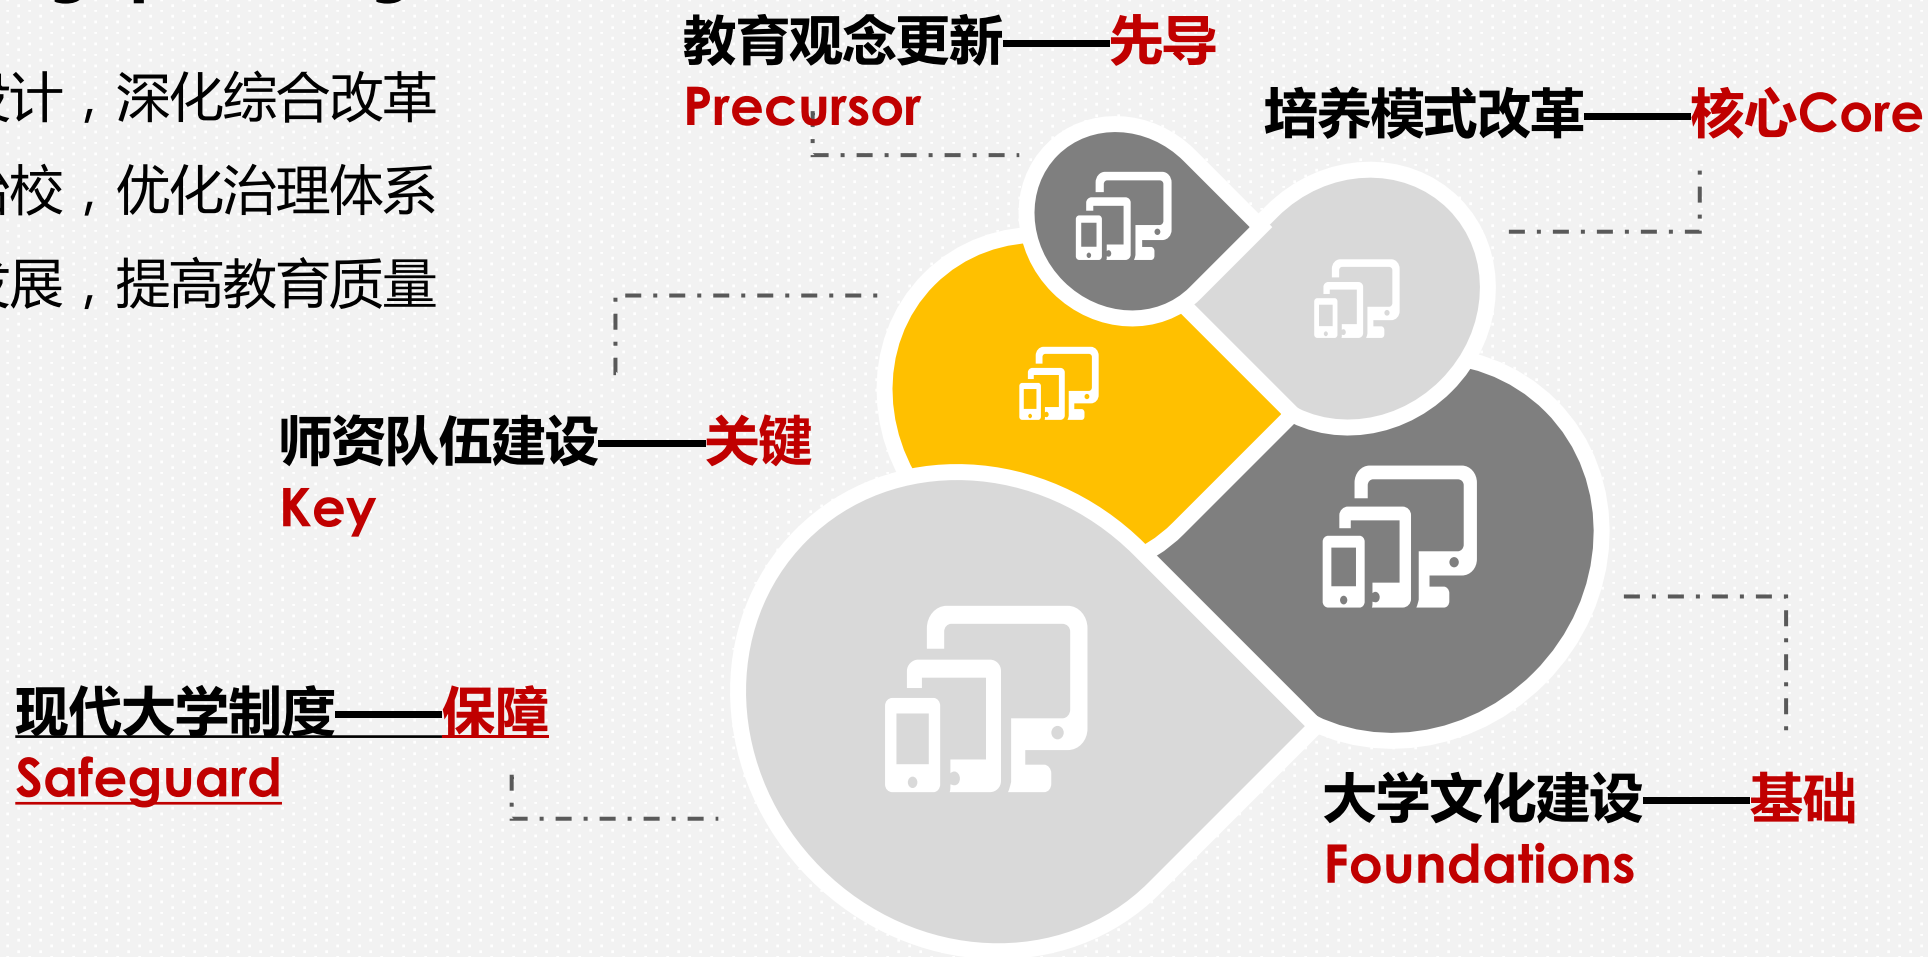 教育观念更新——先导
Precursor
培养模式改革——核心Core
计，深化综合改革
校，优化治理体系
展，提高教育质量
师资队伍建设——关键
Key
现代大学制度——保障
Safeguard
大学文化建设——基础
Foundations